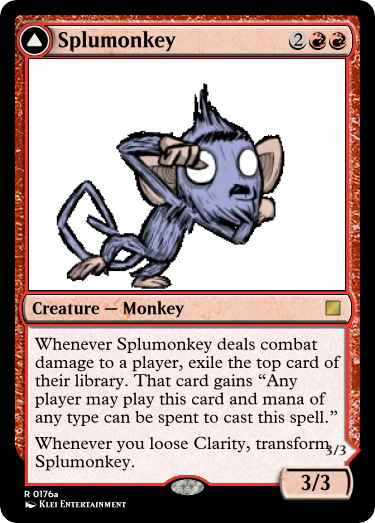 Splumonkey 2
Creature — Monkey
Whenever Splumonkey deals combat
damage to a player, exile the top card of
their library. That card gains “Any
player may play this card and mana of
any type can be spent to cast this spell.”
Whenever you loose Clarity, transform
Splumonkey.
3/3
3/3
R 0176a
KLEI ENTERTAINMENT